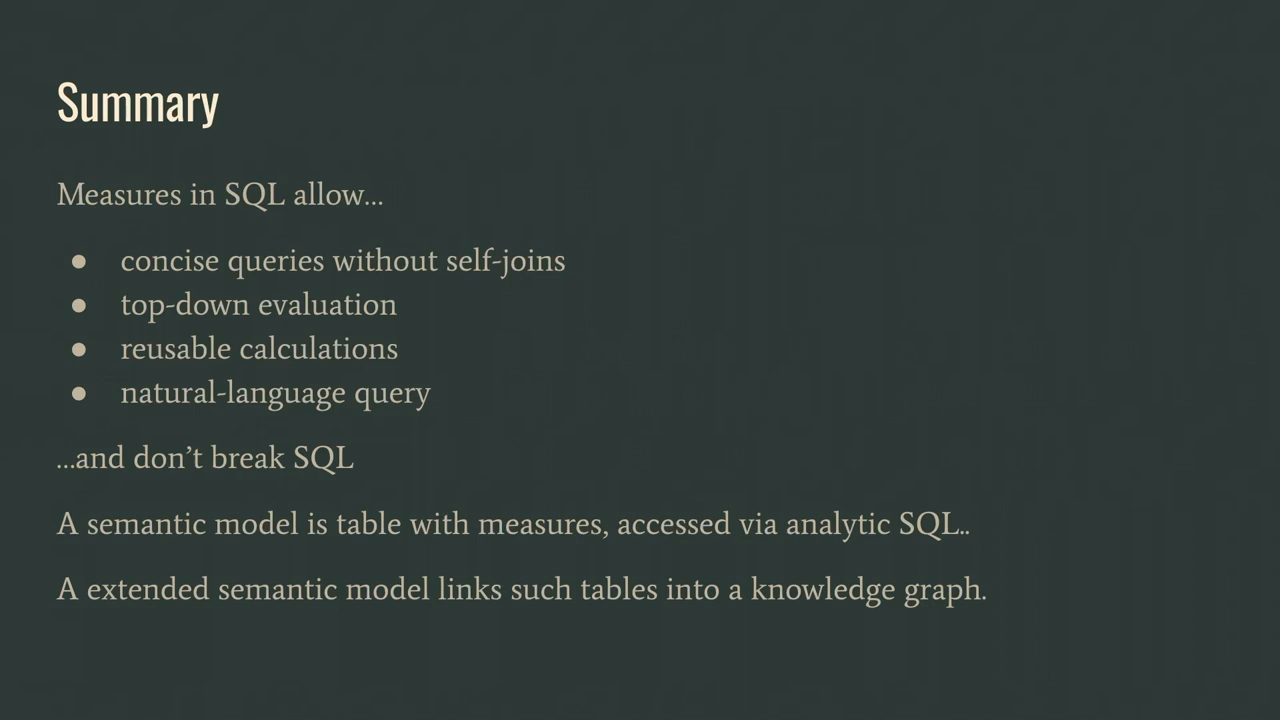 Summary
Measures in SQL allow…
● concise queries without self-joins
● top-down evaluation
● reusable calculations
● natural-language query
…and don’t break SQL
A semantic model is table with measures, accessed via analytic SQL..
A extended semantic model links such tables into a knowledge graph.